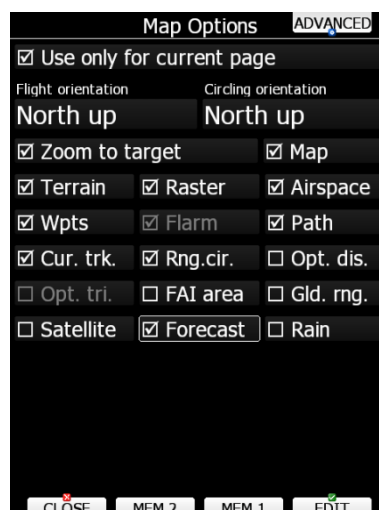 Map Options ADVANCED
Use only for current page
Flight orientation Circling orientation
North up North up
Zoom to target Map
Terrain Raster Airspace
Wpts Flarm Path
Cur. trk. Rng.cir. Opt. dis.
Opt. tri. FAI area Gld. rng.
Satellite Forecast Rain
CLOSE MEM 2 MEM 1 EDIT